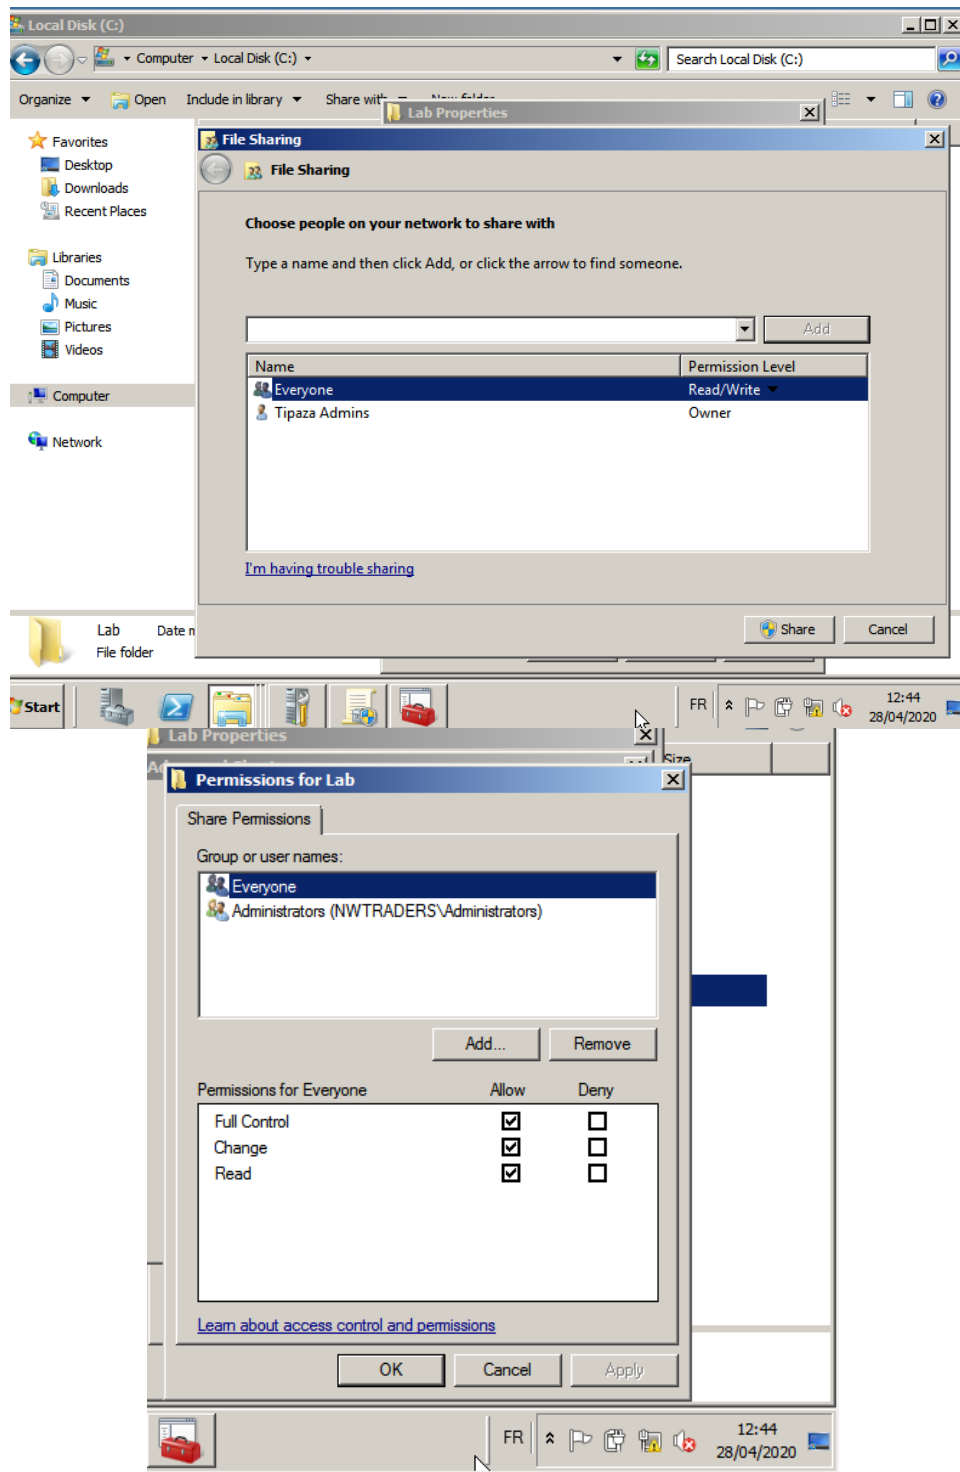 Local Disk (C:)
Computer Local Disk (C:) Search Local Disk (C:)
Organize Open Include in library Share with New folder
Lab Properties
Favorites
Desktop
Downloads
Recent Places
Libraries
Documents
Music
Pictures
Videos
Computer
Network
File Sharing
File Sharing
Choose people on your network to share with
Type a name and then click Add, or click the arrow to find someone.
Add
Name Permission Level
Everyone Read/Write
Tipaza Admins Owner
I'm having trouble sharing
Share Cancel
Lab Date
File folder
Start FR 12:44
28/04/2020
Lab Properties
Size
Permissions for Lab
Share Permissions
Group or user names:
Everyone
Administrators (NWTRADERS\Administrators)
Add... Remove
Permissions for Everyone Allow Deny
Full Control
Change
Read
Learn about access control and permissions
OK Cancel Apply
FR 12:44
28/04/2020